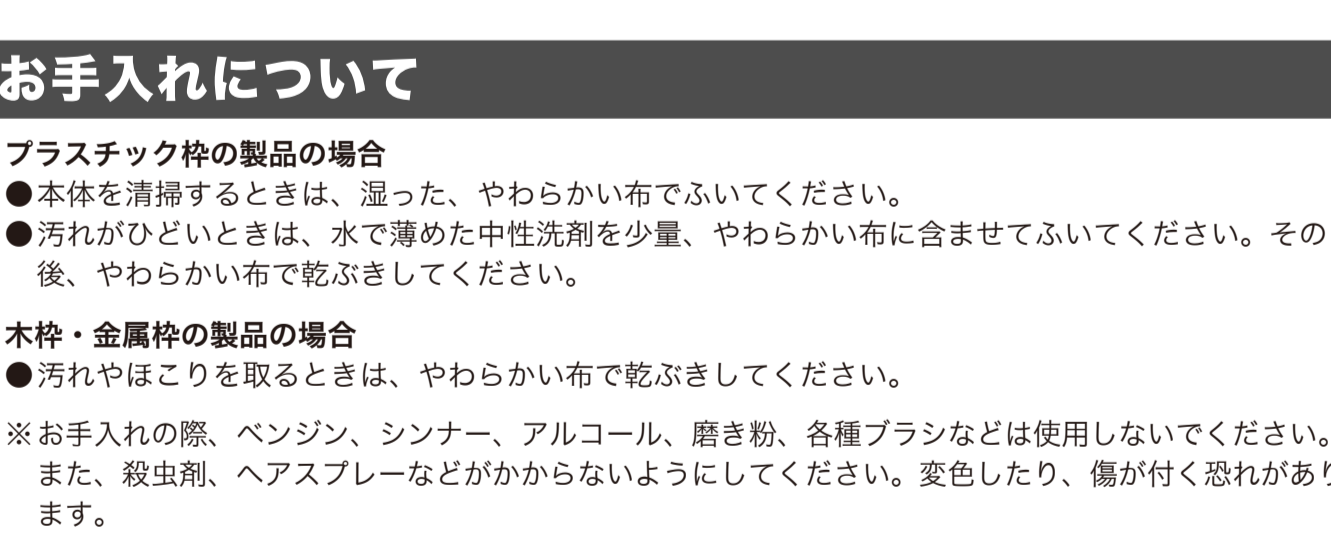 お手入れについて
プラスチック枠の製品の場合
●本体を清掃するときは、湿った、やわらかい布でふいてください。
●汚れがひどいときは、水で薄めた中性洗剤を少量、やわらかい布に含ませてふいてください。その
後、やわらかい布で乾ぶきしてください。
木枠・金属枠の製品の場合
●汚れやほこりを取るときは、やわらかい布で乾ぶきしてください。
※お手入れの際、ベンジン、シンナー、アルコール、磨き粉、各種ブラシなどは使用しないでください。
また、殺虫剤、ヘアスプレーなどがかからないようにしてください。変色したり、傷が付く恐れがあり
ます。